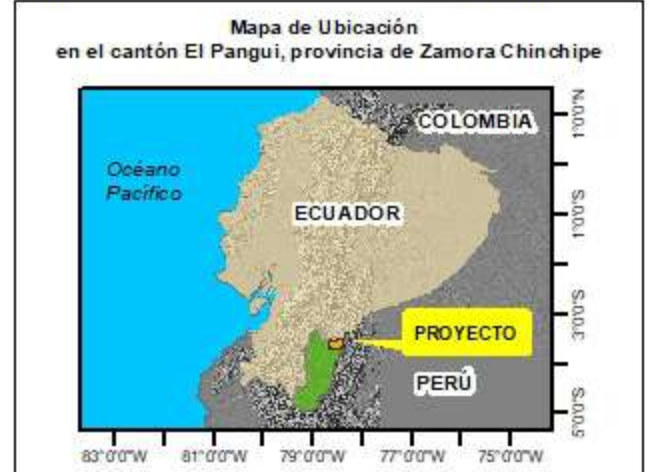 Mapa de Ubicación
en el cantón El Pangui, provincia de Zamora Chinchipe
COLOMBIA
Océano
Pacífico
ECUADOR
PROYECTO
PERÚ
1°0'0"N
1°0'0"S
3°0'0"S
5°0'0"S
83°0'0"W 81°0'0"W 79°0'0"W 77°0'0"W 75°0'0"W